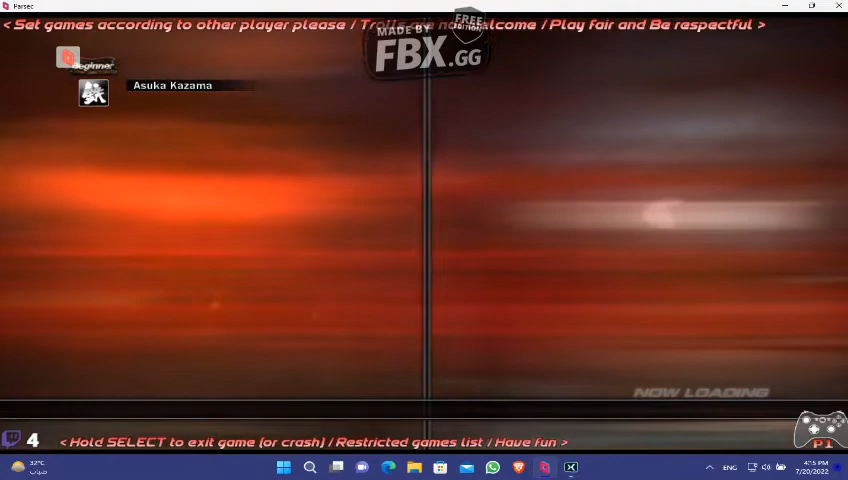 Parsec
< Set games according to other player please / Trolls are not welcome / Play fair and Be respectful >
MADE BY
FREE EDITION
FBX.GG
Beginner
Asuka Kazama
NOW LOADING
4
< Hold SELECT to exit game (or crash) / Restricted games list / Have fun >
P1
32°C
ضباب
ENG
4:15 PM
7/20/2022